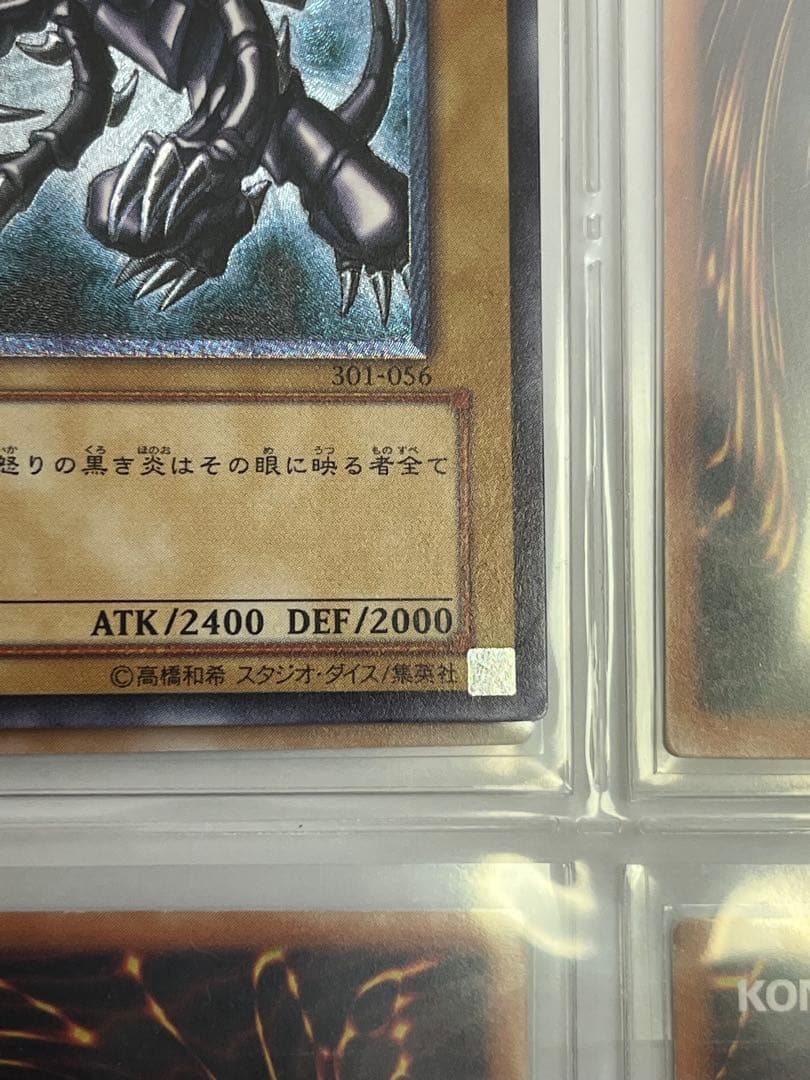 301-056
怒りの黒き炎はその眼に映る者全て
ATK/2400 DEF/2000
©高橋和希 スタジオ・ダイス/集英社
KON